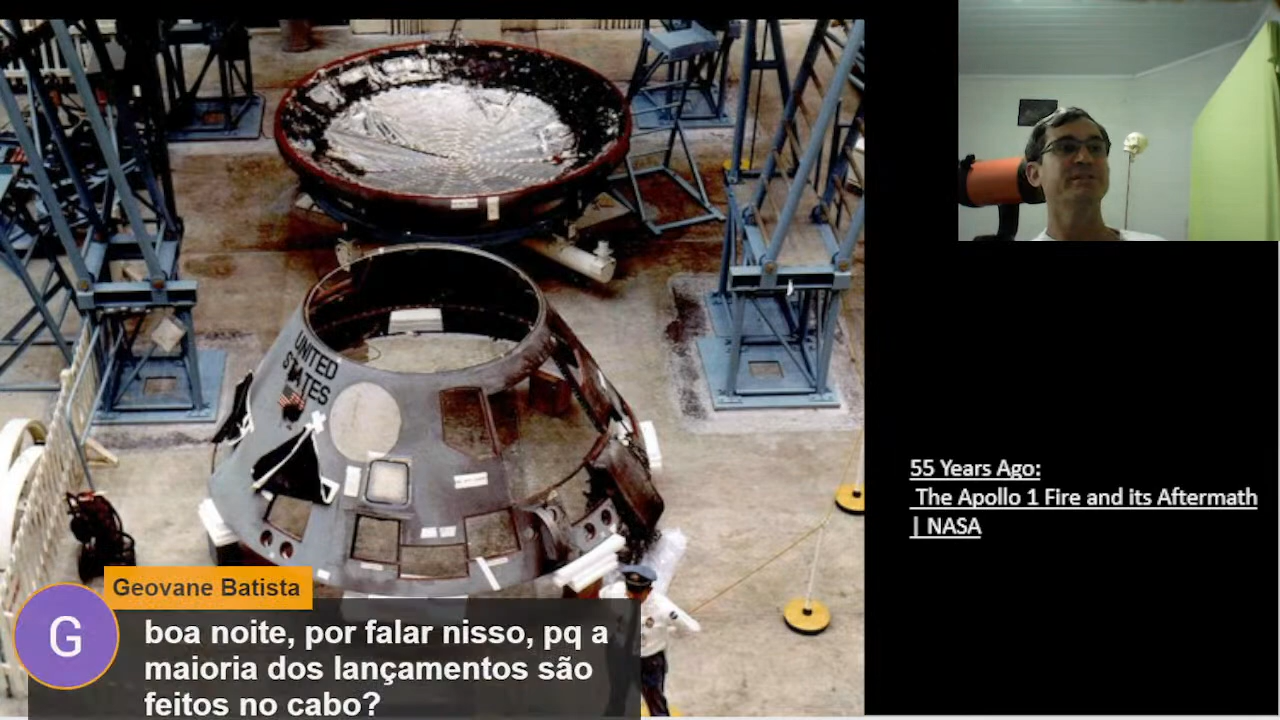 UNITED
STATES
55 Years Ago:
The Apollo 1 Fire and its Aftermath
| NASA
Geovane Batista
G
boa noite, por falar nisso, pq a
maioria dos lançamentos são
feitos no cabo?